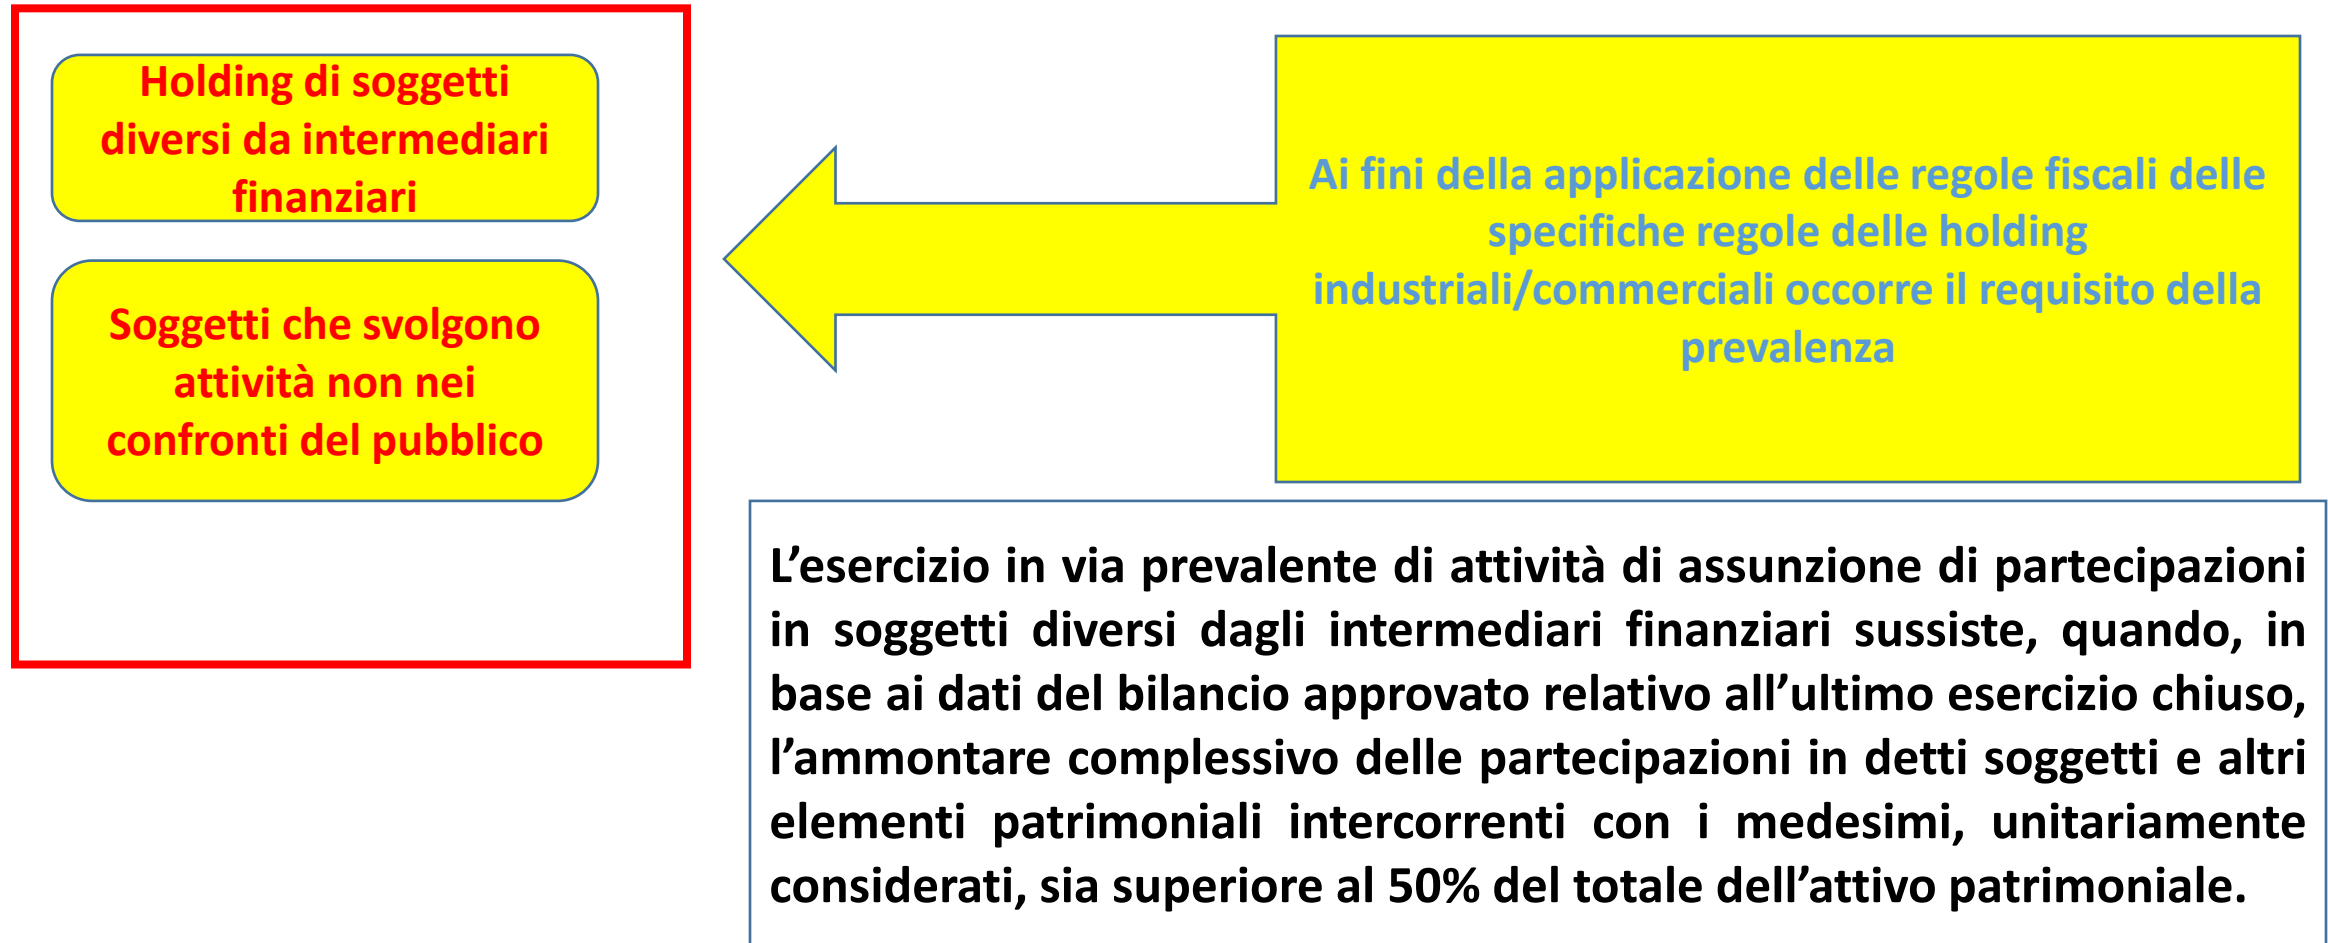 Holding di soggetti
diversi da intermediari
finanziari
Soggetti che svolgono
attività non nei
confronti del pubblico
Ai fini della applicazione delle regole fiscali delle
specifiche regole delle holding
industriali/commerciali occorre il requisito della
prevalenza
L’esercizio in via prevalente di attività di assunzione di partecipazioni
in soggetti diversi dagli intermediari finanziari sussiste, quando, in
base ai dati del bilancio approvato relativo all’ultimo esercizio chiuso,
l’ammontare complessivo delle partecipazioni in detti soggetti e altri
elementi patrimoniali intercorrenti con i medesimi, unitariamente
considerati, sia superiore al 50% del totale dell’attivo patrimoniale.